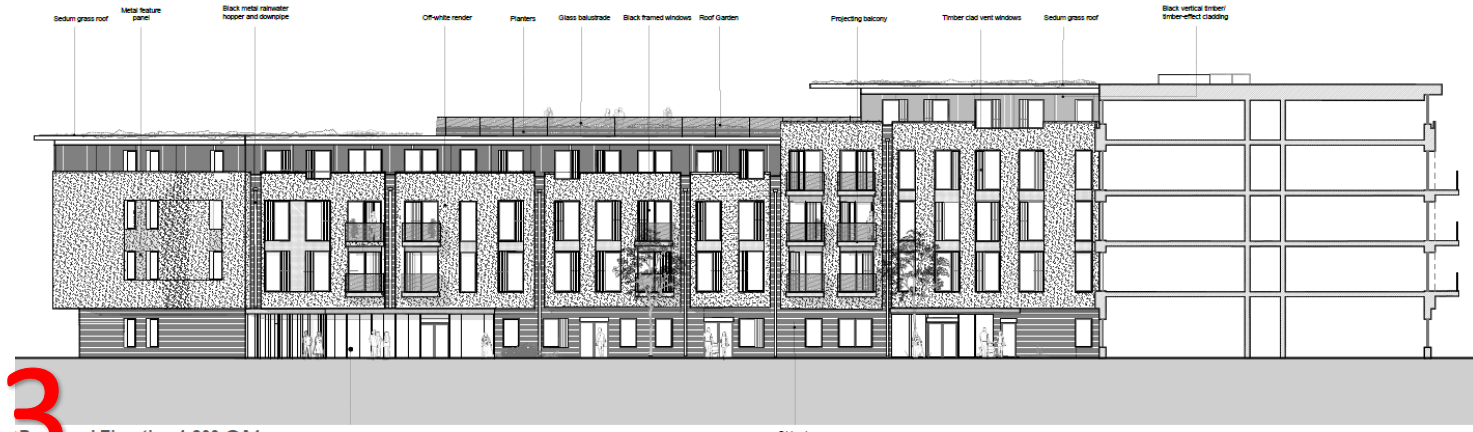 Sedum grass roof
Metal feature
panel
Black metal rainwater
hopper and downpipe
Off-white render
Planters
Glass balustrade
Black framed windows
Roof Garden
Projecting balcony
Timber clad vent windows
Sedum grass roof
Black vertical timber/
timber-effect cladding
3